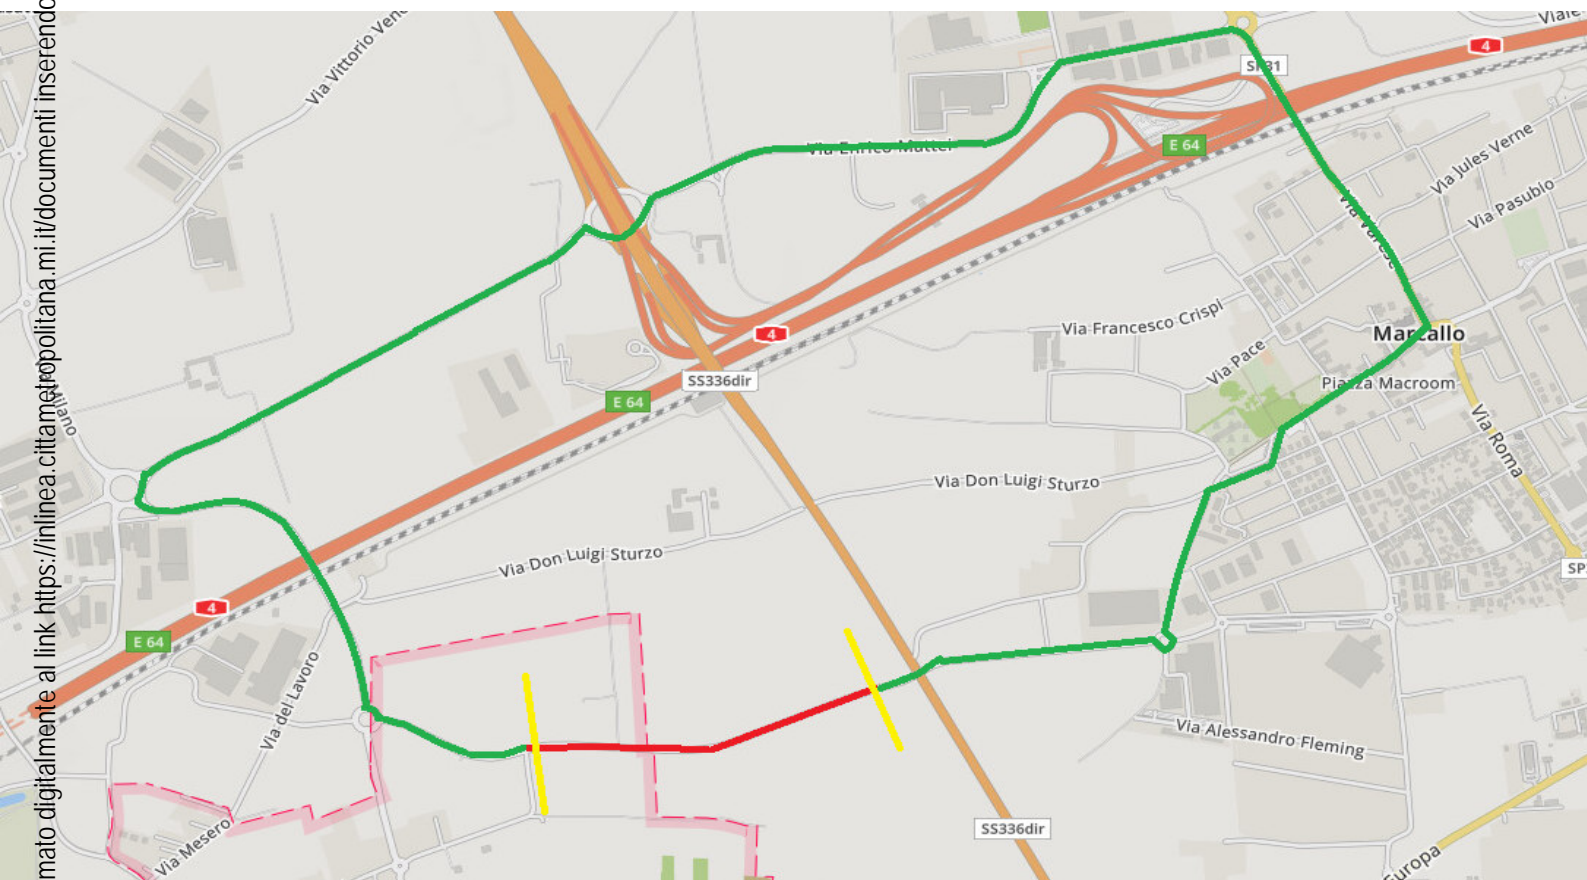 mato digitalmente al link https://inlinea.cittametropolitana.mi.it/documenti inserendo
Via Vittorio Vene
Viale
4
SP31
E 64
Via Enrico Mattei
Via Jules Verne
Via Pasubio
Via Varese
Via Francesco Crispi
4
Marcallo
Via Pace
SS336dir
Piazza Macroom
E 64
Milano
Via Roma
Via Don Luigi Sturzo
Via Don Luigi Sturzo
SP
4
E 64
Via del Lavoro
Via Alessandro Fleming
SS336dir
Via Mesero
Europa